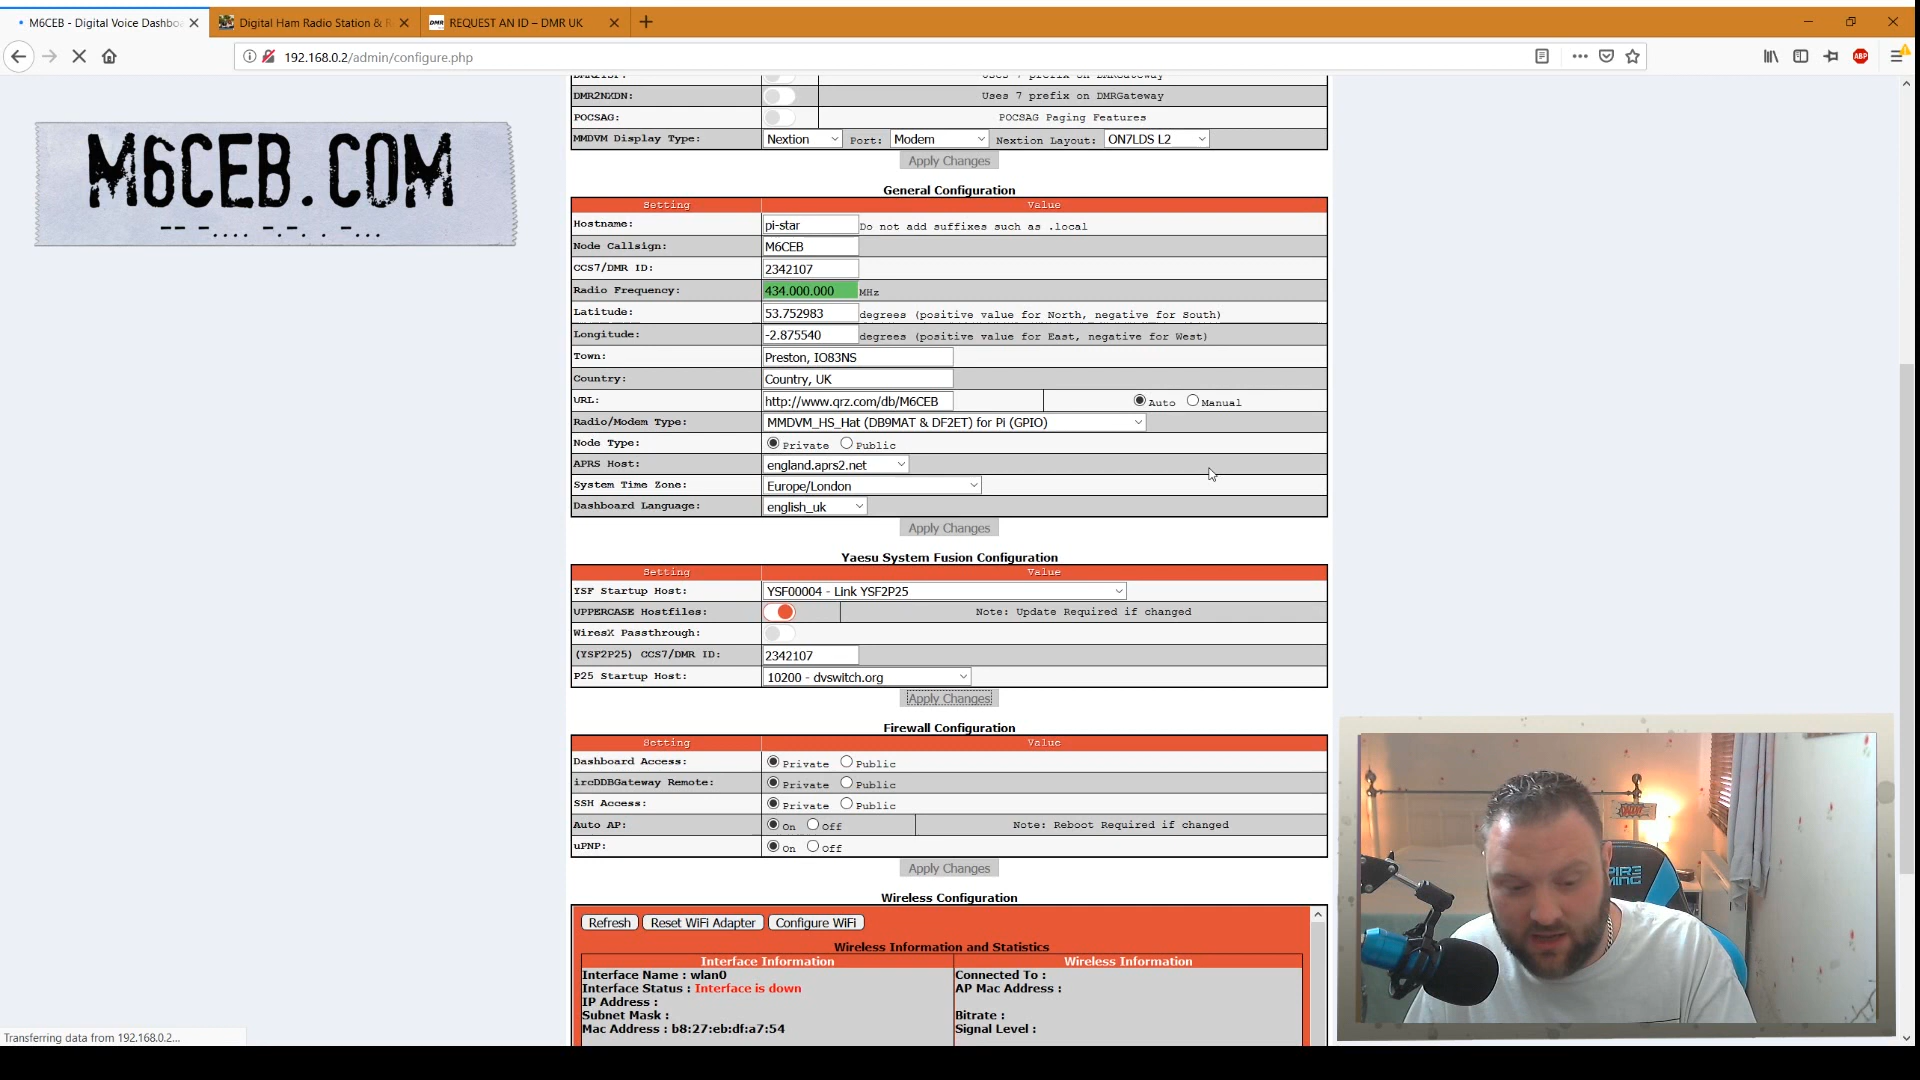 M6CEB - Digital Voice Dashbo
Digital Ham Radio Station & R
REQUEST AN ID – DMR UK
192.168.0.2/admin/configure.php
ABP
M6CEB.COM
-- -.... -.-. . -...
DMR2YSF: Uses 7 prefix on DMRGateway
DMR2NXDN: Uses 7 prefix on DMRGateway
POCSAG: POCSAG Paging Features
MMDVM Display Type: Nextion Port: Modem Nextion Layout: ON7LDS L2
Apply Changes
General Configuration
Setting Value
Hostname: pi-star Do not add suffixes such as .local
Node Callsign: M6CEB
CCS7/DMR ID: 2342107
Radio Frequency: 434.000.000 MHz
Latitude: 53.752983 degrees (positive value for North, negative for South)
Longitude: -2.875540 degrees (positive value for East, negative for West)
Town: Preston, IO83NS
Country: Country, UK
URL: http://www.qrz.com/db/M6CEB Auto Manual
Radio/Modem Type: MMDVM_HS_Hat (DB9MAT & DF2ET) for Pi (GPIO)
Node Type: Private Public
APRS Host: england.aprs2.net
System Time Zone: Europe/London
Dashboard Language: english_uk
Apply Changes
Yaesu System Fusion Configuration
Setting Value
YSF Startup Host: YSF00004 - Link YSF2P25
UPPERCASE Hostfiles: Note: Update Required if changed
WiresX Passthrough:
(YSF2P25) CCS7/DMR ID: 2342107
P25 Startup Host: 10200 - dvswitch.org
Apply Changes
Firewall Configuration
Setting Value
Dashboard Access: Private Public
ircDDBGateway Remote: Private Public
SSH Access: Private Public
Auto AP: On Off Note: Reboot Required if changed
uPNP: On Off
Apply Changes
Wireless Configuration
Refresh Reset WiFi Adapter Configure WiFi
Wireless Information and Statistics
Interface Information Wireless Information
Interface Name : wlan0 Connected To :
Interface Status : Interface is down AP Mac Address :
IP Address :
Subnet Mask : Bitrate :
Mac Address : b8:27:eb:df:a7:54 Signal Level :
Transferring data from 192.168.0.2...